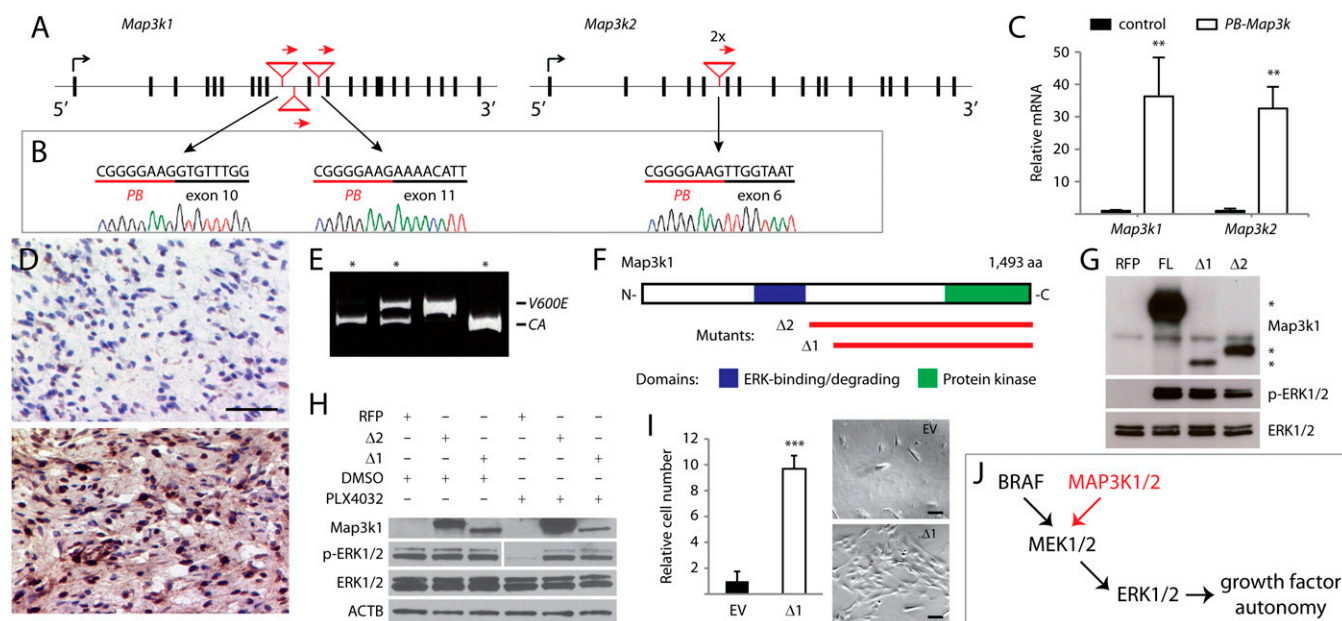 A
Map3k1
5′
3′
Map3k2
2x
5′
3′
B
CGGGGAAGGTGTTTGG
PB
exon 10
CGGGGAAGAAAACATT
PB
exon 11
CGGGGAAGTTGGTAAT
PB
exon 6
C
control
PB-Map3k
Relative mRNA
50
40
30
20
10
**
**
Map3k1
Map3k2
D
E
*
*
*
V600E
CA
F
Map3k1
1,493 aa
N-
-C
Δ2
Mutants:
Δ1
Domains:
ERK-binding/degrading
Protein kinase
G
RFP FL Δ1 Δ2
*
Map3k1
*
*
p-ERK1/2
ERK1/2
H
RFP + – – + – –
Δ2 – + – – + –
Δ1 – – + – – +
DMSO + + + – – –
PLX4032 – – – + + +
Map3k1
p-ERK1/2
ERK1/2
ACTB
I
Relative cell number
12
10
8
6
4
2
***
EV
Δ1
EV
Δ1
J
BRAF
MAP3K1/2
MEK1/2
ERK1/2
growth factor
autonomy